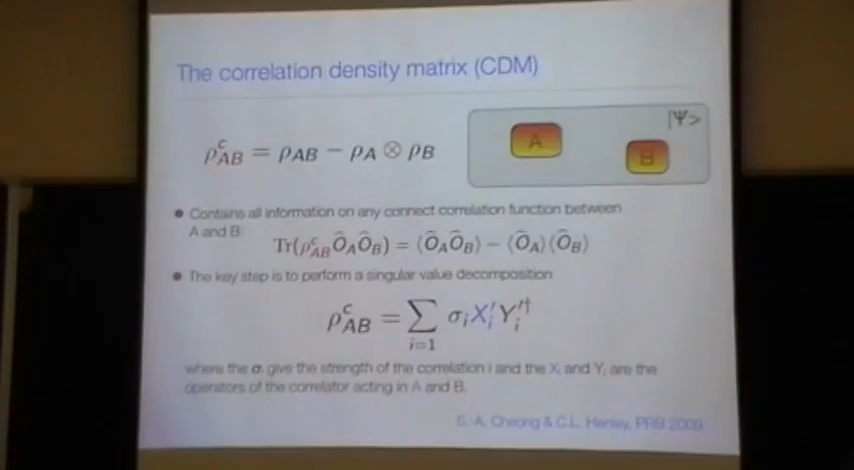 The correlation density matrix (CDM)
ρ^c_AB = ρ_AB − ρ_A ⊗ ρ_B
|Ψ>
A
B
• Contains all information on any connect correlation function between
A and B:
Tr(ρ^c_AB Ô_A Ô_B) = ⟨Ô_A Ô_B⟩ − ⟨Ô_A⟩⟨Ô_B⟩
• The key step is to perform a singular value decomposition
ρ^c_AB = ∑_{i=1} σ_i X′_i Y′_i^†
where the σ_i give the strength of the correlation i and the X_i and Y_i are the
operators of the correlator acting in A and B.
S.-A. Cheong & C.L. Henley, PRB 2009